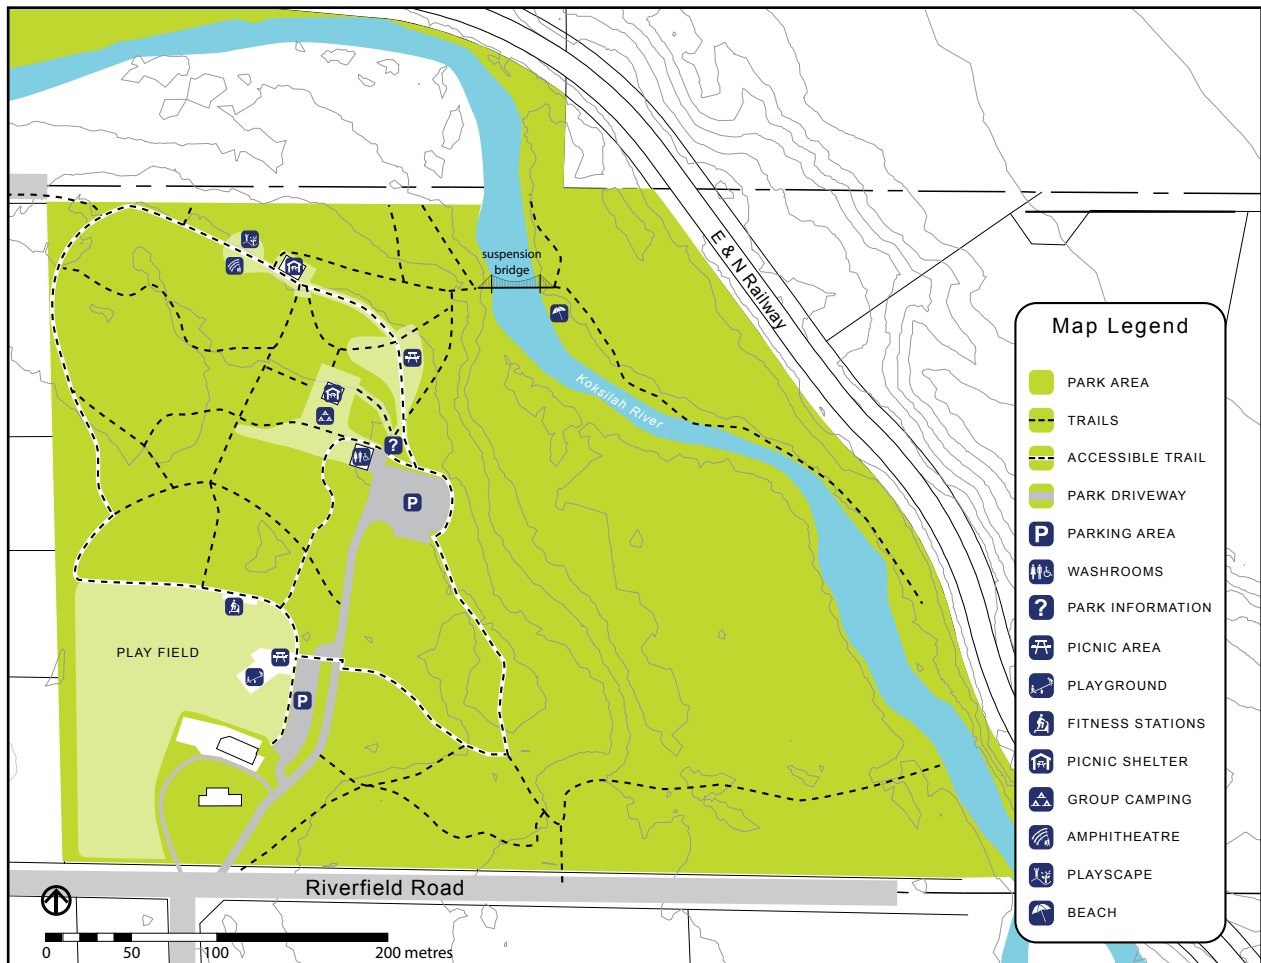 suspension
bridge
E & N Railway
Koksilah River
?
P
PLAY FIELD
P
Riverfield Road
0 50 100 200 metres
Map Legend
PARK AREA
TRAILS
ACCESSIBLE TRAIL
PARK DRIVEWAY
P PARKING AREA
WASHROOMS
? PARK INFORMATION
PICNIC AREA
PLAYGROUND
FITNESS STATIONS
PICNIC SHELTER
GROUP CAMPING
AMPHITHEATRE
PLAYSCAPE
BEACH